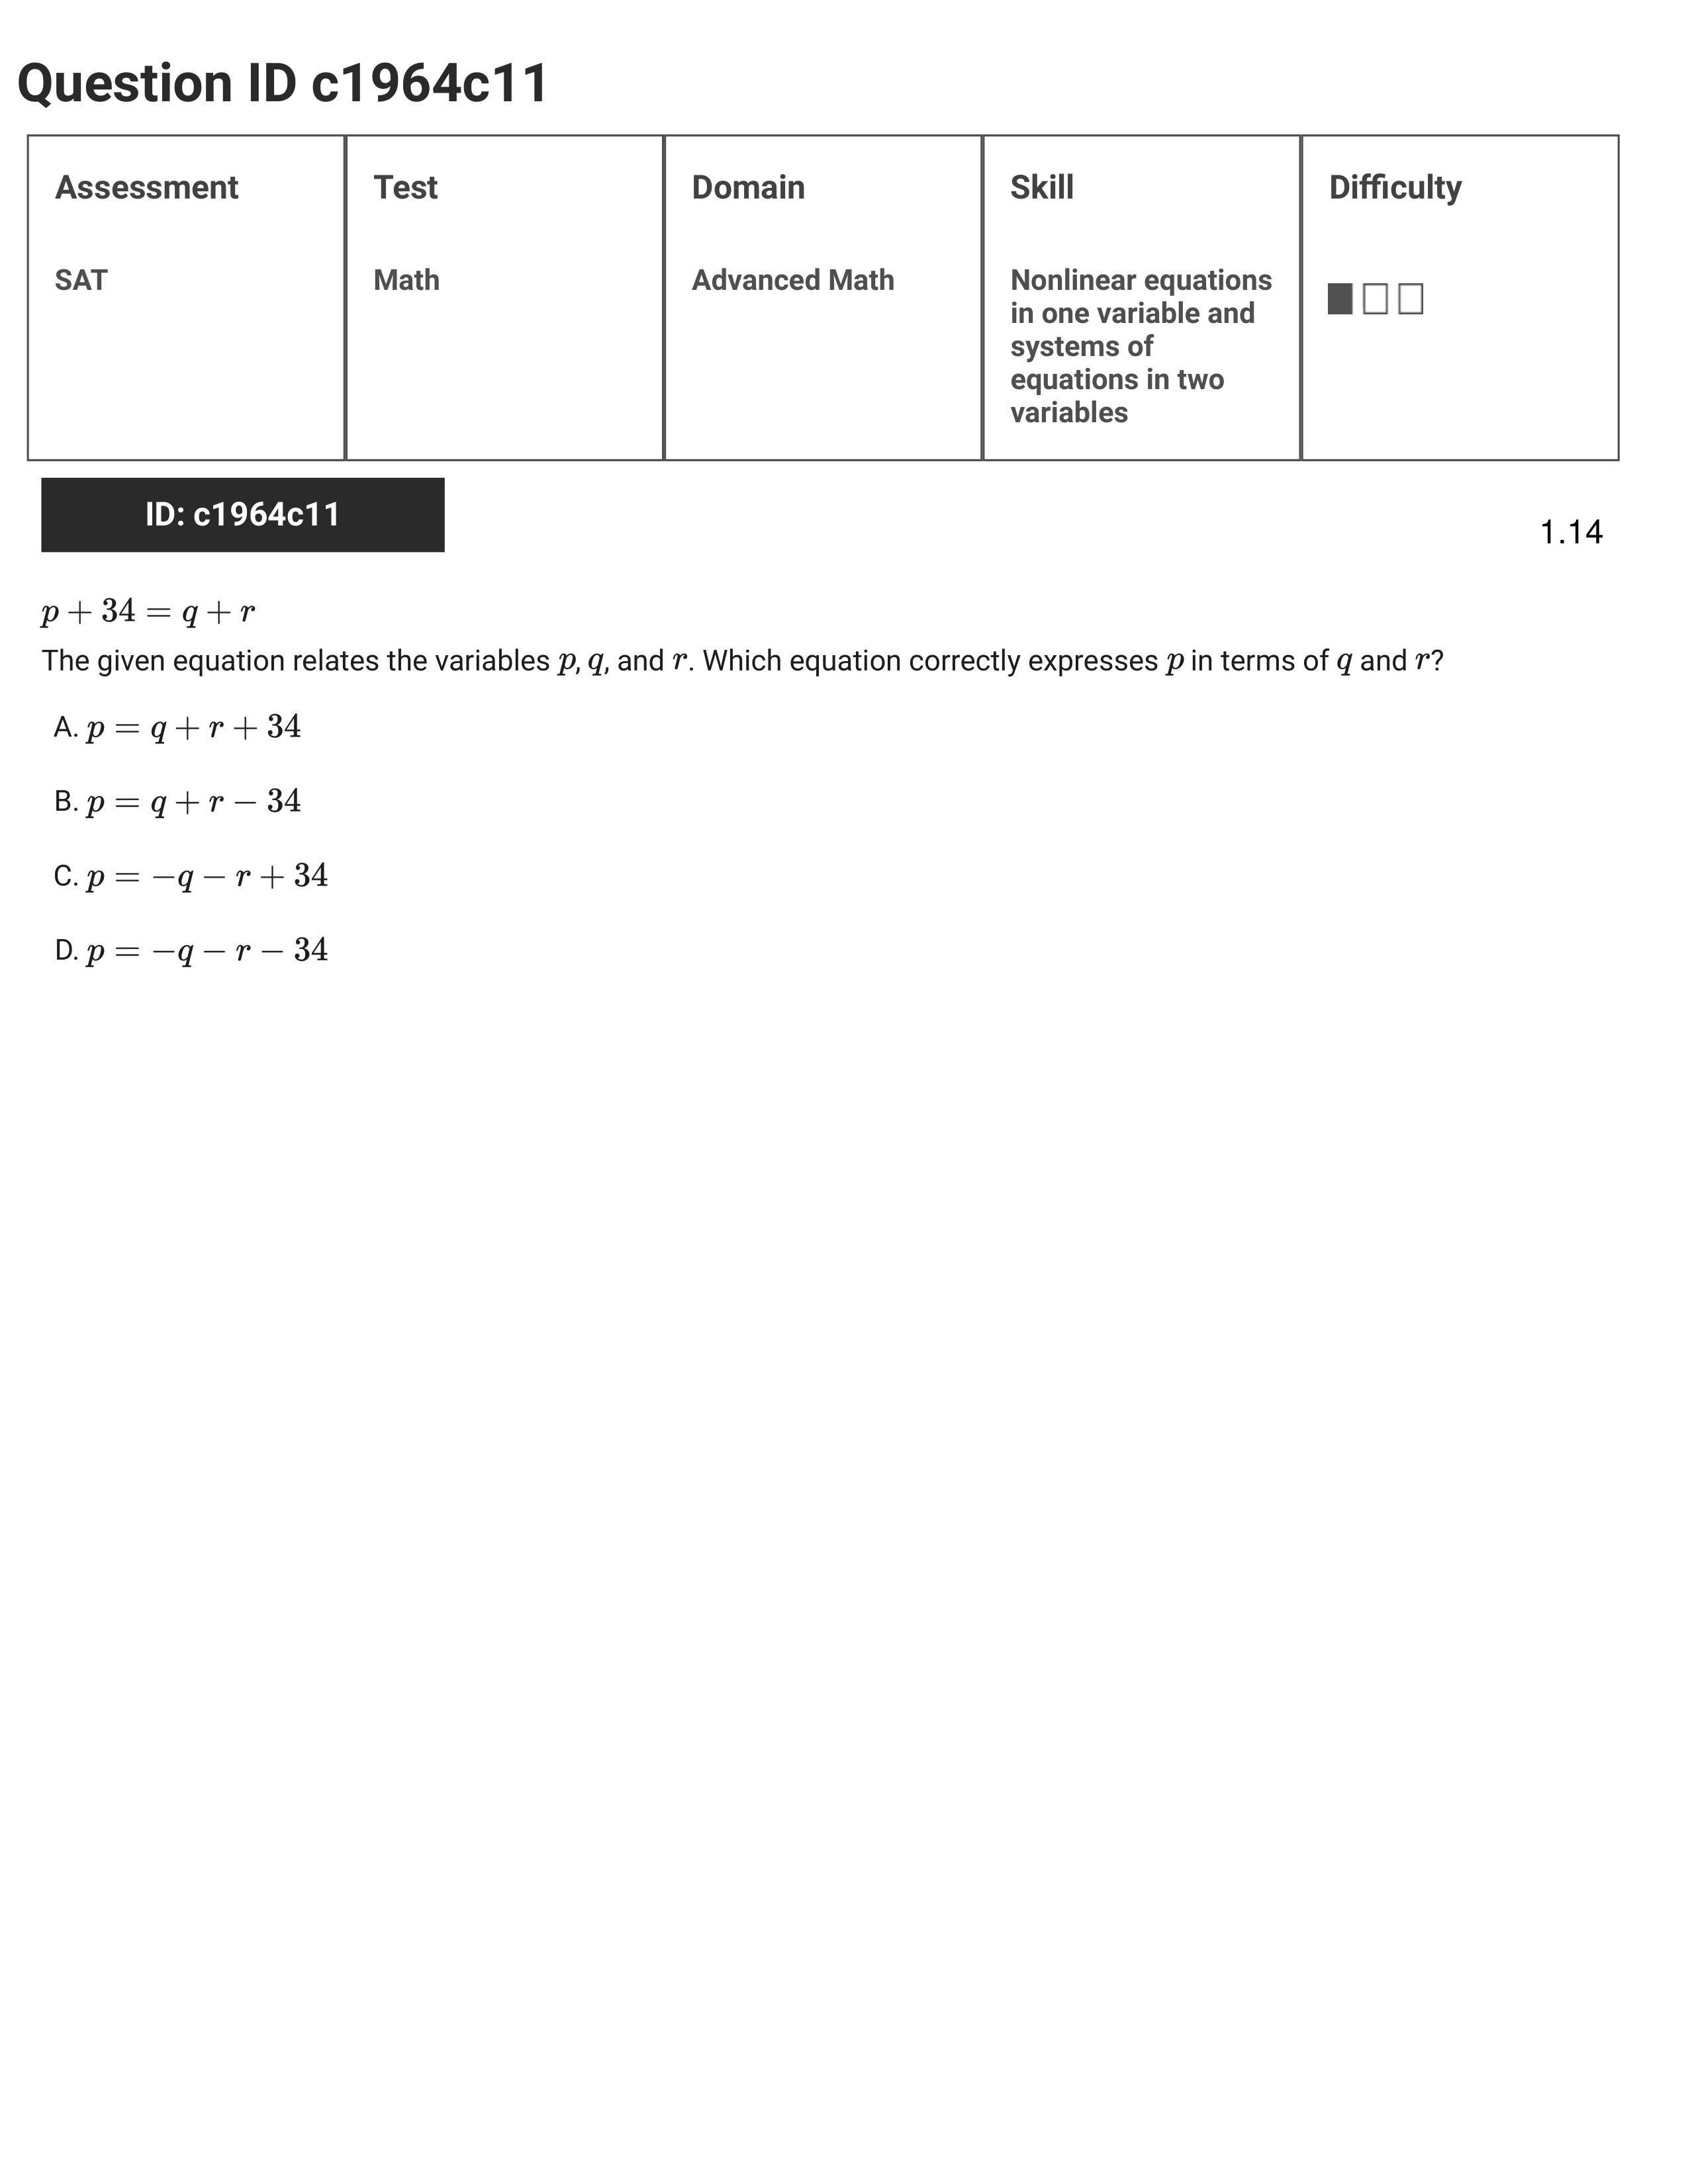 Question ID c1964c11
Assessment
Test
Domain
Skill
Difficulty
SAT
Math
Advanced Math
Nonlinear equations
in one variable and
systems of
equations in two
variables
ID: c1964c11
1.14
p + 34 = q + r
The given equation relates the variables p, q, and r. Which equation correctly expresses p in terms of q and r?
A. p = q + r + 34
B. p = q + r − 34
C. p = −q − r + 34
D. p = −q − r − 34